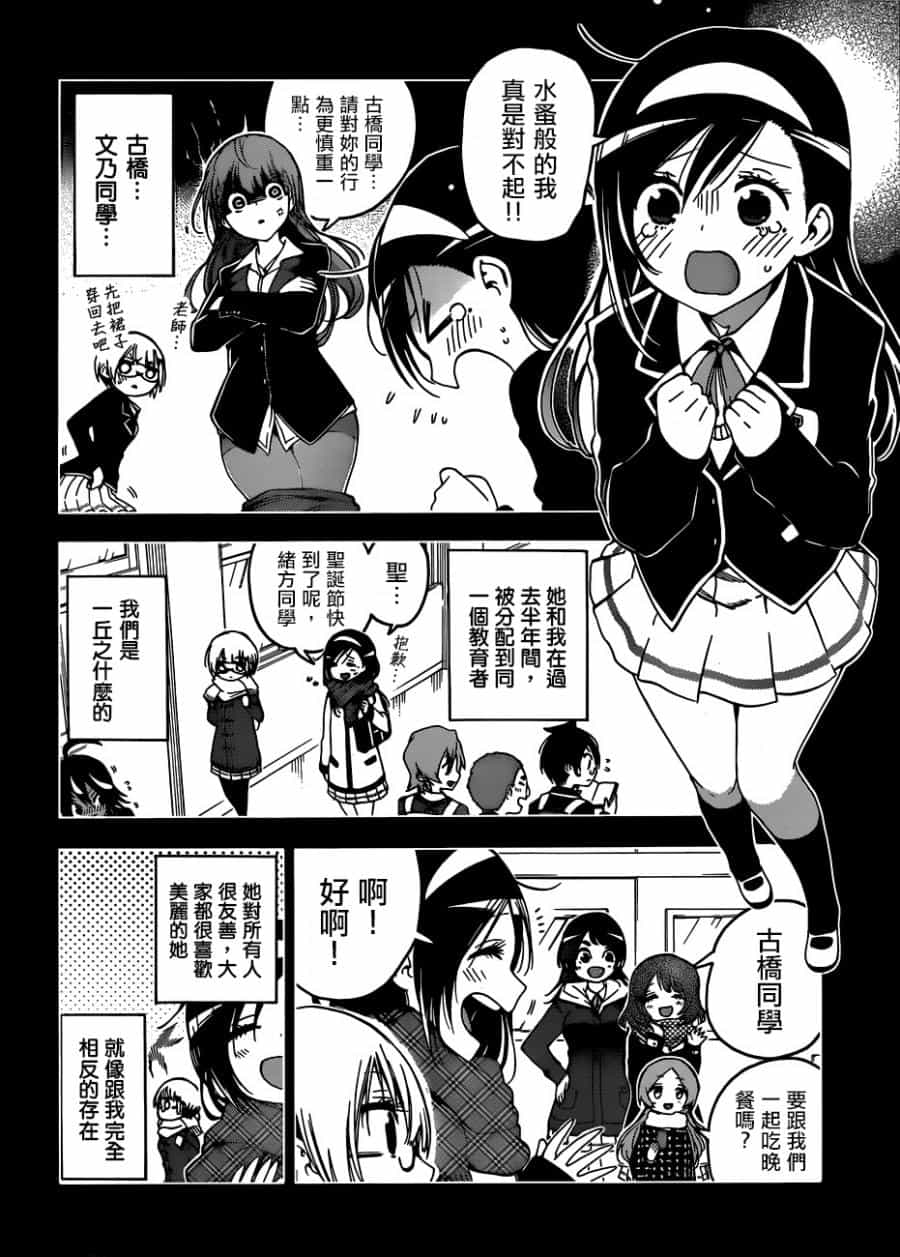 水蚤般的我
真是對不起!!
古橋同學…
請對妳的行
為更慎重一
點…
老師…
古橋…
文乃同學…
先把裙子
穿回去吧
她和我在過
去半年間，
被分配到同
一個教育者
聖…
聖誕節快
到了呢，
緒方同學
抱歉…
我們是
一丘之什麼的
古橋同學
要跟我們
一起吃晚
餐嗎？
啊！
好啊！
她對所有人
很友善，大
家都很喜歡
美麗的她
就像跟我完全
相反的存在